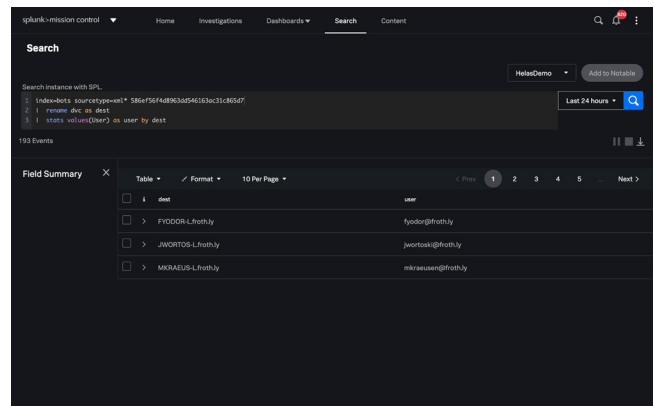 splunk>mission control ▼ Home Investigations Dashboards ▾ Search Content
Search
HelasDemo Add to Notable
Search instance with SPL.
1 index=bots sourcetype=xml* 586ef56f4d8963dd546163ac31c865d7
2 | rename dvc as dest
3 | stats values(User) as user by dest
Last 24 hours
193 Events
Field Summary
Table Format 10 Per Page < Prev 1 2 3 4 5 ... Next >
i dest user
FYODOR-L.froth.ly fyodor@froth.ly
JWORTOS-L.froth.ly jwortoski@froth.ly
MKRAEUS-L.froth.ly mkraeusen@froth.ly